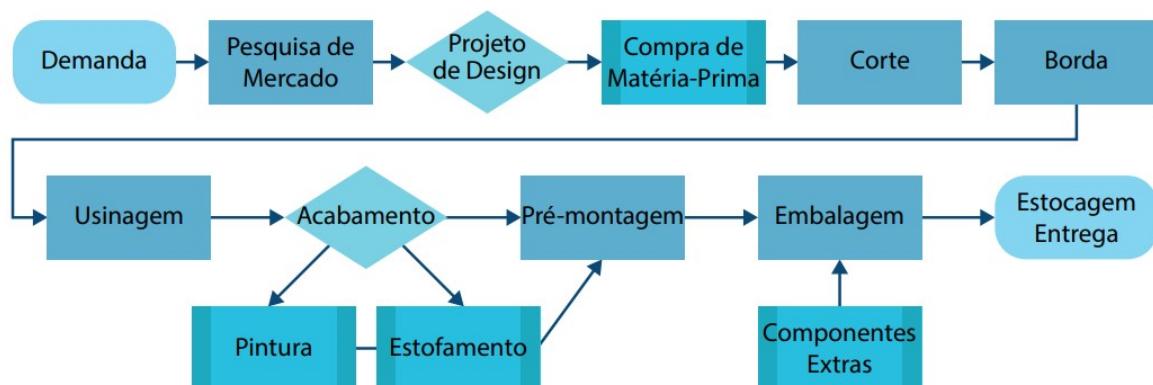 Demanda
Pesquisa de
Mercado
Projeto
de Design
Compra de
Matéria-Prima
Corte
Borda
Usinagem
Acabamento
Pré-montagem
Embalagem
Estocagem
Entrega
Pintura
Estofamento
Componentes
Extras